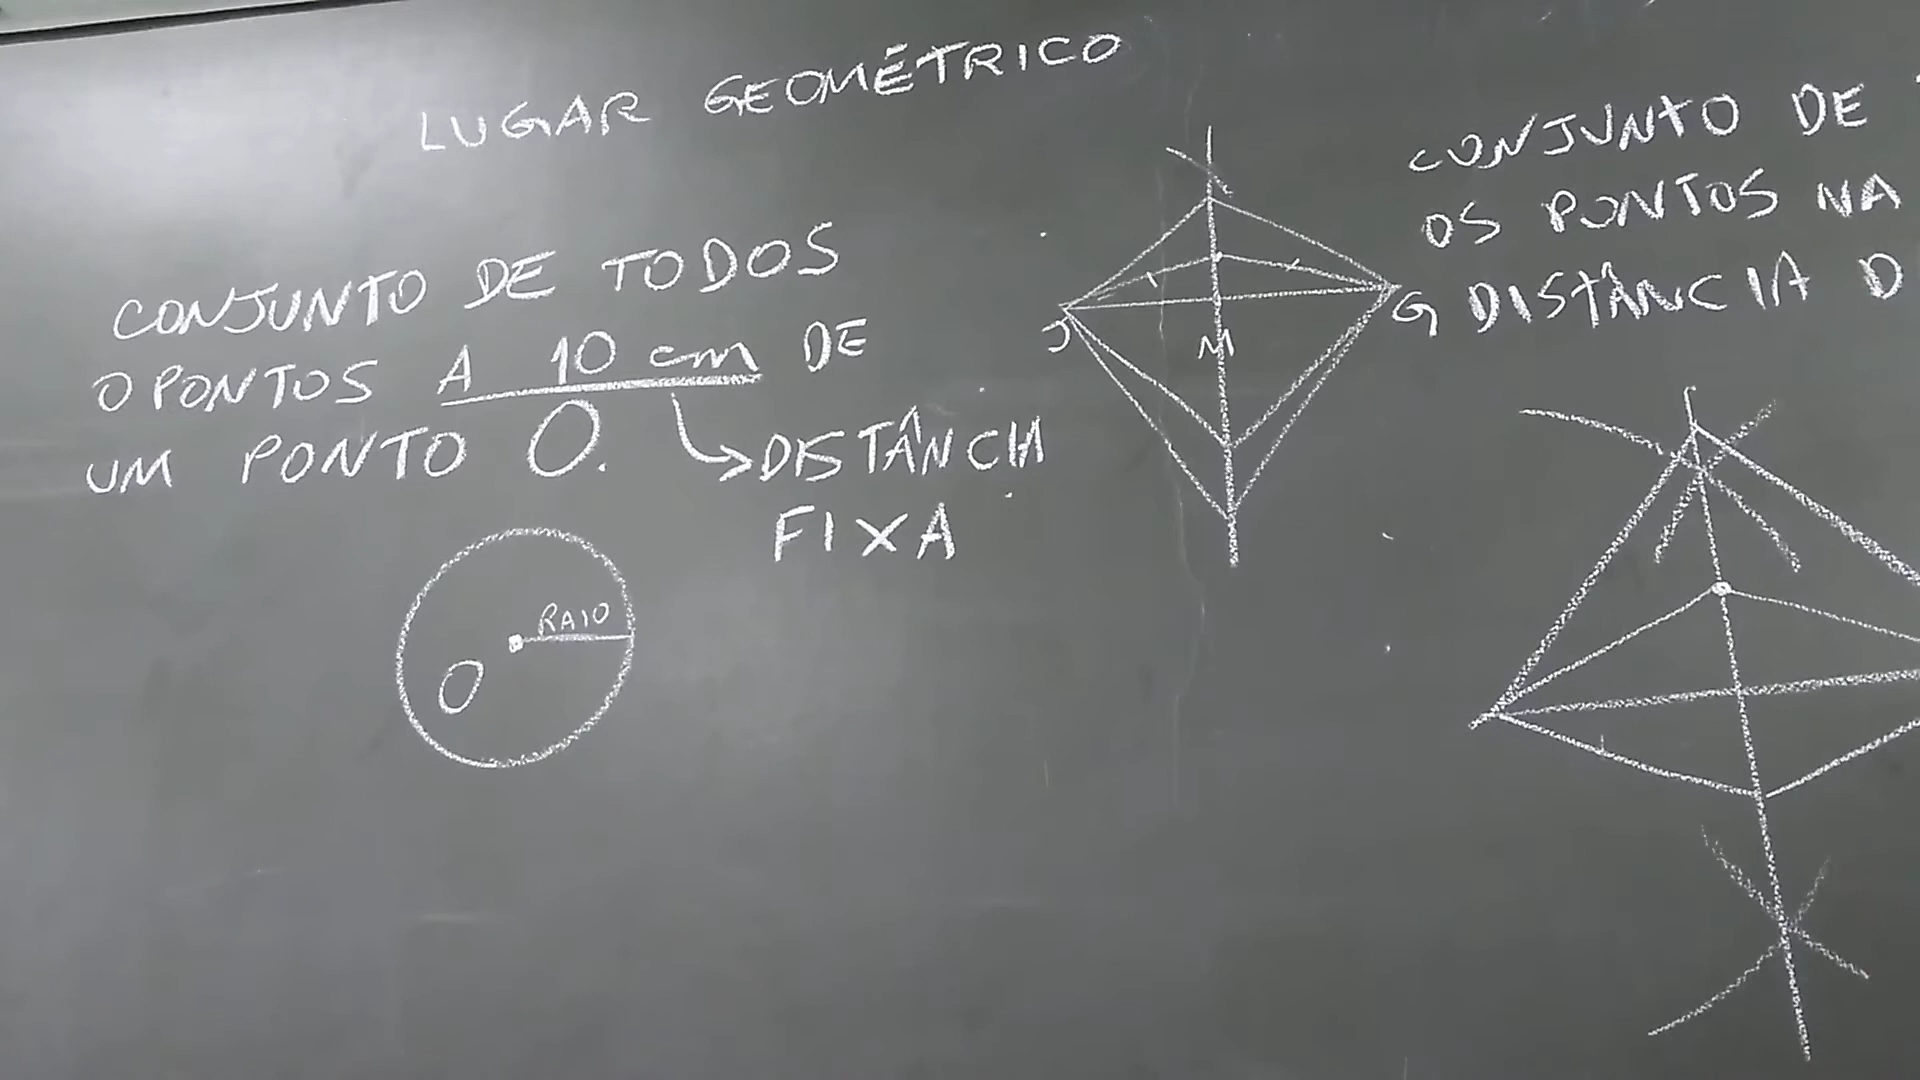 LUGAR GEOMÉTRICO
CONJUNTO DE TODOS
O PONTOS A 10 cm DE
UM PONTO O.
DISTÂNCIA
FIXA
RAIO
O
J
M
G
CONJUNTO DE
OS PONTOS NA
DISTÂNCIA D